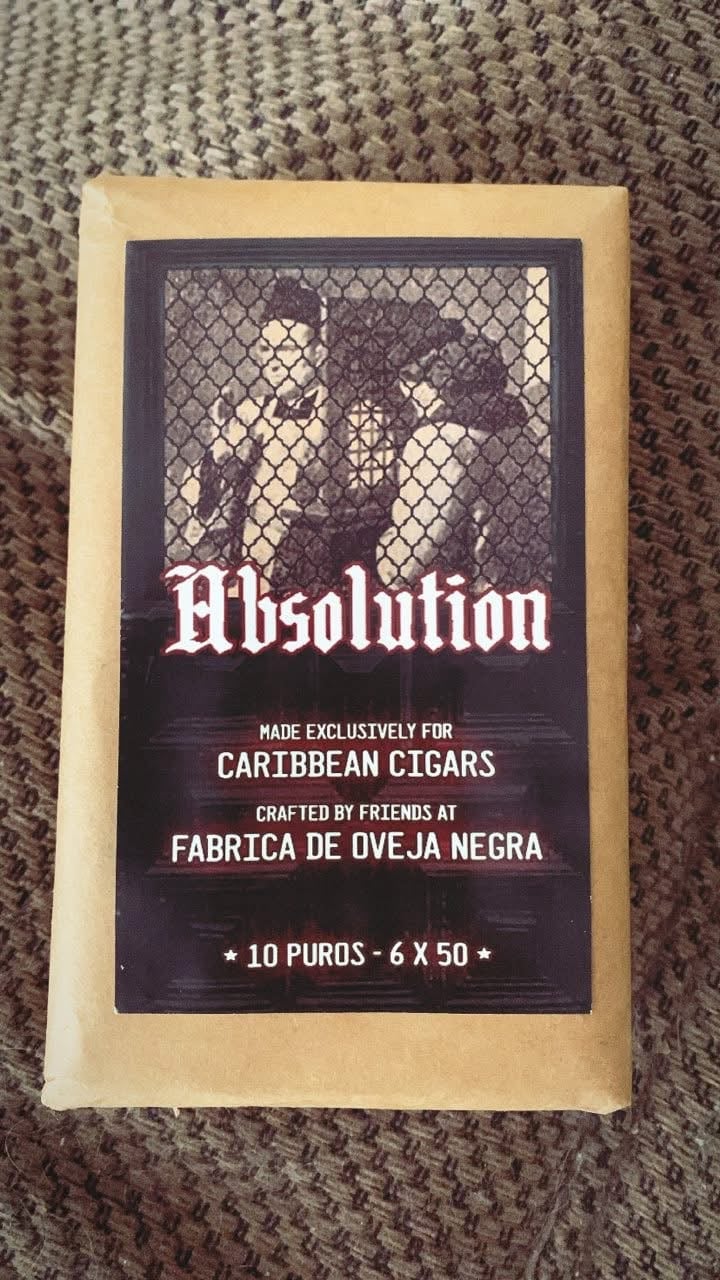 Absolution
MADE EXCLUSIVELY FOR
CARIBBEAN CIGARS
CRAFTED BY FRIENDS AT
FABRICA DE OVEJA NEGRA
★ 10 PUROS - 6 X 50 ★